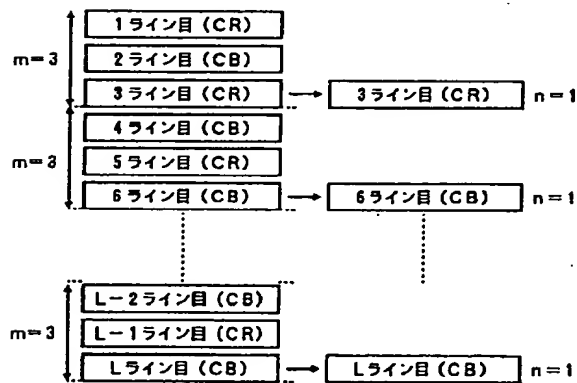 1ライン目(CR)
m=3
2ライン目(CB)
3ライン目(CR) → 3ライン目(CR) n=1
4ライン目(CB)
m=3
5ライン目(CR)
6ライン目(CB) → 6ライン目(CB) n=1
L-2ライン目(CB)
m=3
L-1ライン目(CR)
Lライン目(CB) → Lライン目(CB) n=1